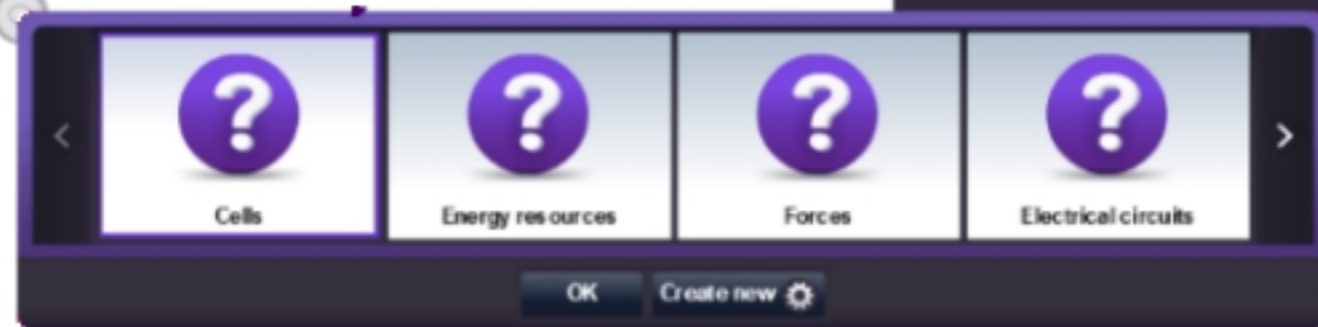 Cells
Energy resources
Forces
Electrical circuits
OK
Create new